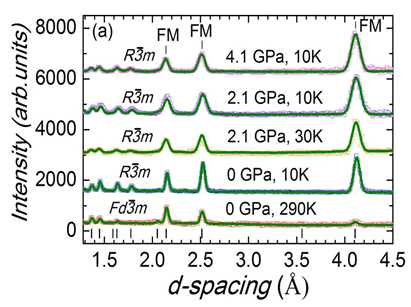 (a)
FM
FM
FM
R3̅m
4.1 GPa, 10K
R3̅m
2.1 GPa, 10K
R3̅m
2.1 GPa, 30K
R3̅m
0 GPa, 10K
Fd3̅m
0 GPa, 290K
Intensity (arb.units)
8000
6000
4000
2000
0
1.5 2.0 2.5 3.0 3.5 4.0 4.5
d-spacing (Å)